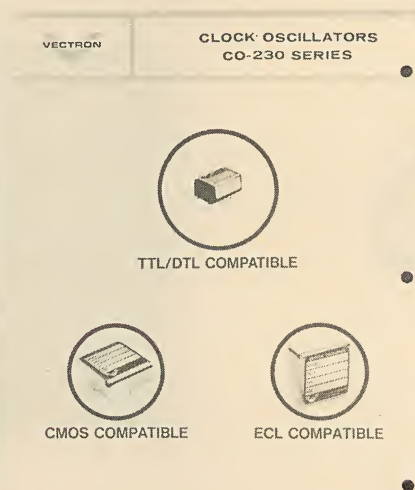 VECTRON
CLOCK OSCILLATORS
CO-230 SERIES
TTL/DTL COMPATIBLE
CMOS COMPATIBLE
ECL COMPATIBLE